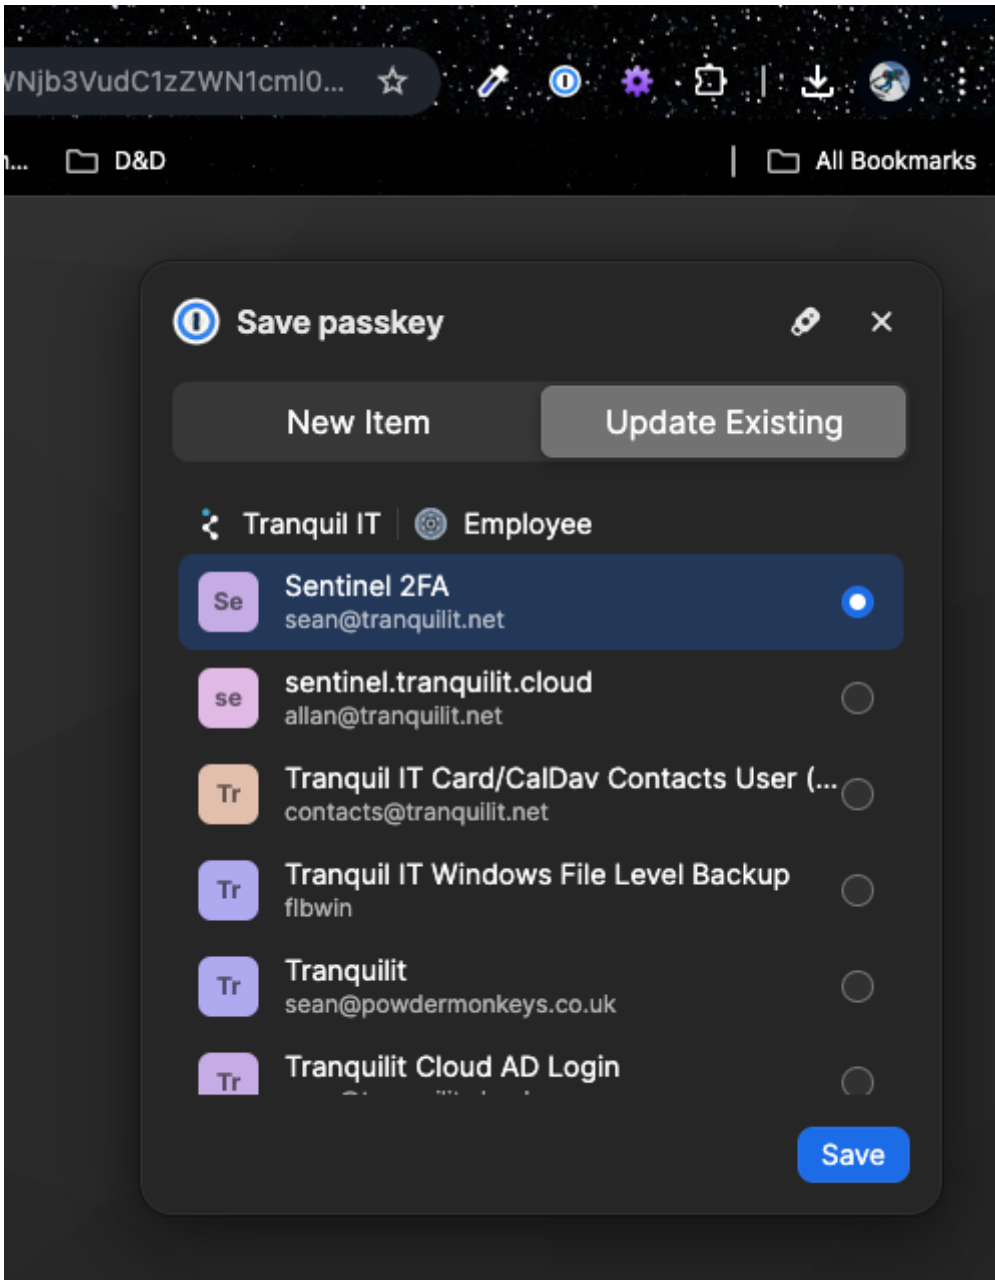 WNjb3VudC1zZWN1cml0...
D&D
All Bookmarks
Save passkey
New Item
Update Existing
Tranquil IT
Employee
Se
Sentinel 2FA
sean@tranquilit.net
se
sentinel.tranquilit.cloud
allan@tranquilit.net
Tr
Tranquil IT Card/CalDav Contacts User (...
contacts@tranquilit.net
Tr
Tranquil IT Windows File Level Backup
flbwin
Tr
Tranquilit
sean@powdermonkeys.co.uk
Tr
Tranquilit Cloud AD Login
Save